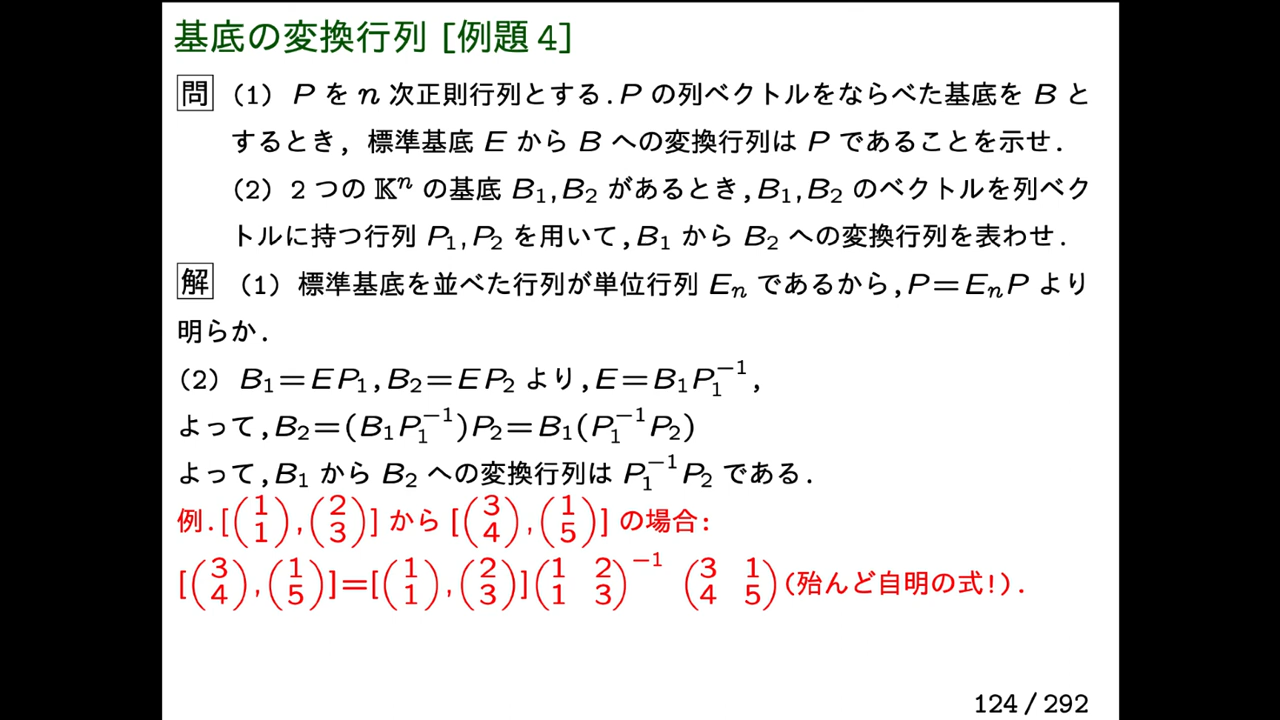 基底の変換行列 [例題 4]
問 (1) P を n 次正則行列とする. P の列ベクトルをならべた基底を B と
するとき, 標準基底 E から B への変換行列は P であることを示せ.
(2) 2 つの 𝕂ⁿ の基底 B₁,B₂ があるとき,B₁,B₂ のベクトルを列ベク
トルに持つ行列 P₁,P₂ を用いて,B₁ から B₂ への変換行列を表わせ.
解 (1) 標準基底を並べた行列が単位行列 Eₙ であるから,P=EₙP より
明らか.
(2) B₁=EP₁,B₂=EP₂ より,E=B₁P₁⁻¹,
よって,B₂=(B₁P₁⁻¹)P₂=B₁(P₁⁻¹P₂)
よって,B₁ から B₂ への変換行列は P₁⁻¹P₂ である.
例.[(1 1),(2 3)] から [(3 4),(1 5)] の場合:
[(3 4),(1 5)]=[(1 1),(2 3)](1 2 1 3)⁻¹ (3 1 4 5)(殆んど自明の式!).
124 / 292